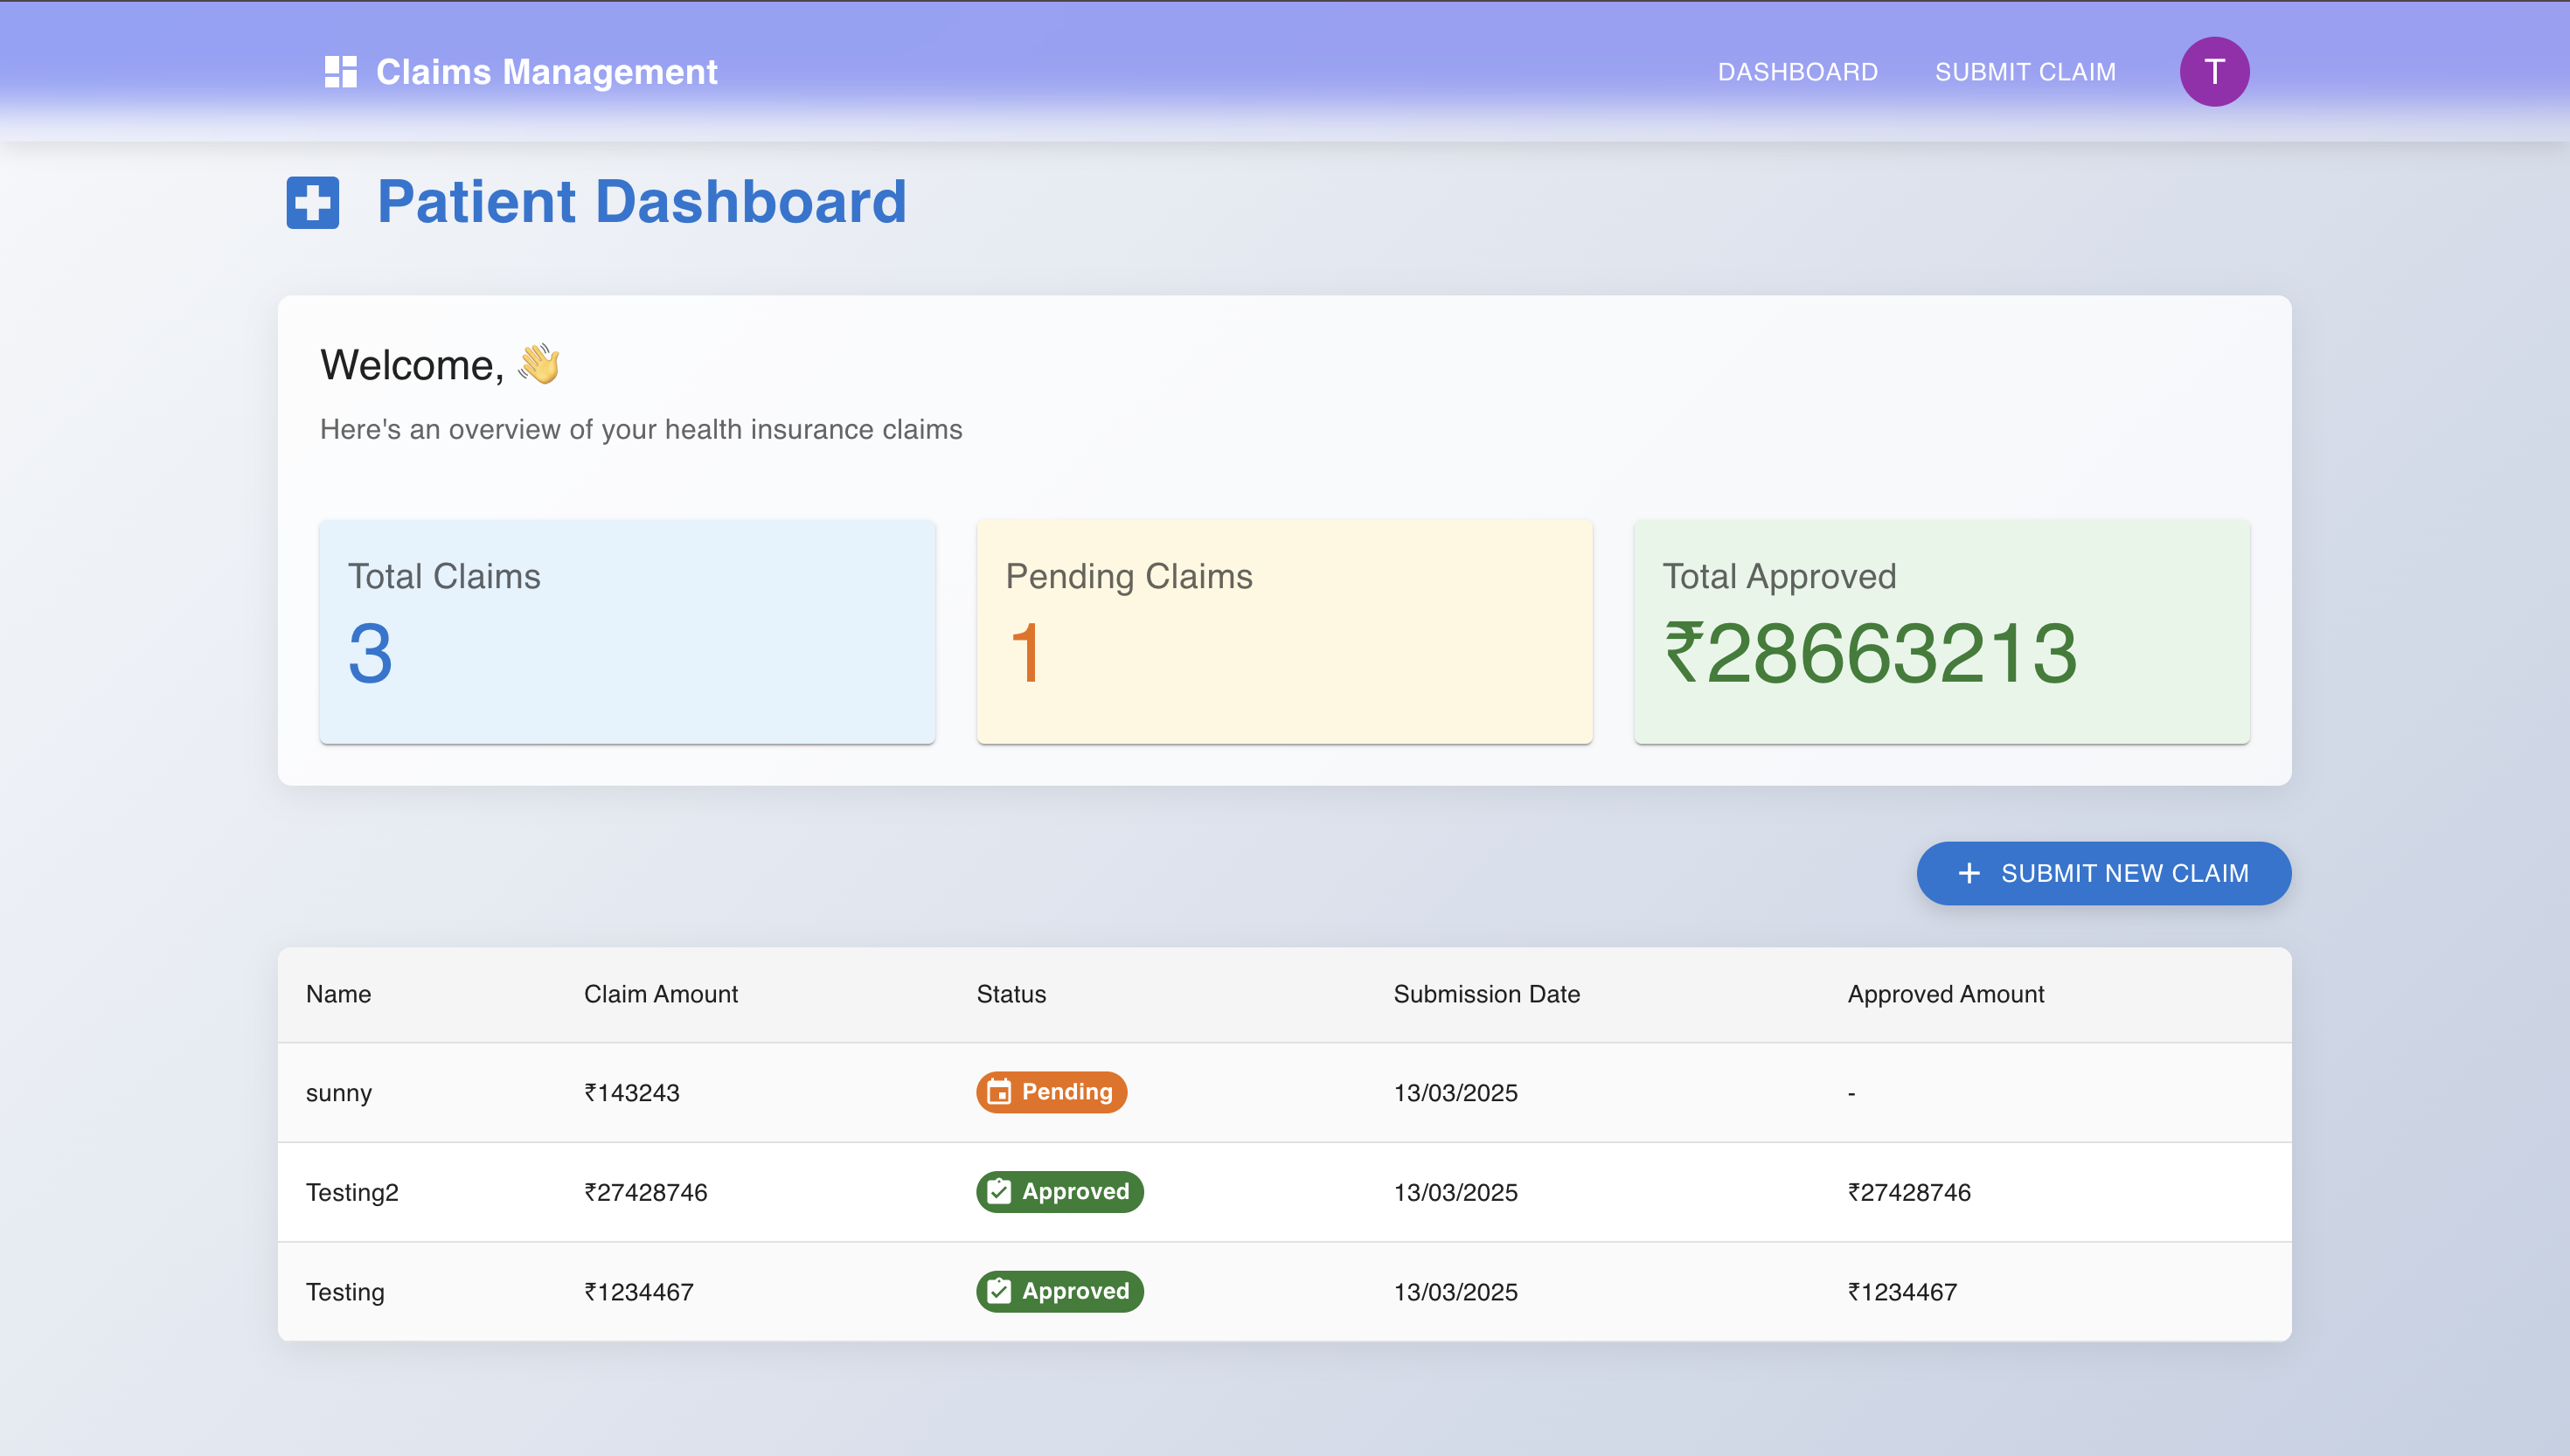 Claims Management
DASHBOARD
SUBMIT CLAIM
T
Patient Dashboard
Welcome, 👋
Here's an overview of your health insurance claims
Total Claims
3
Pending Claims
1
Total Approved
₹28663213
SUBMIT NEW CLAIM
Name Claim Amount Status Submission Date Approved Amount
sunny ₹143243 Pending 13/03/2025 -
Testing2 ₹27428746 Approved 13/03/2025 ₹27428746
Testing ₹1234467 Approved 13/03/2025 ₹1234467